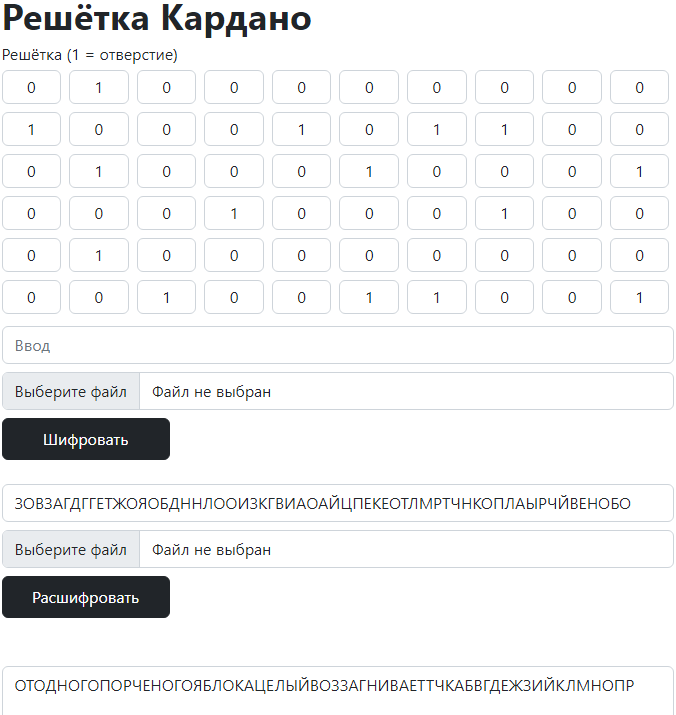 Решётка Кардано
Решётка (1 = отверстие)
0 1 0 0 0 0 0 0 0 0
1 0 0 0 1 0 1 1 0 0
0 1 0 0 0 1 0 0 0 1
0 0 0 1 0 0 0 1 0 0
0 1 0 0 0 0 0 0 0 0
0 0 1 0 0 1 1 0 0 1
Ввод
Выберите файл Файл не выбран
Шифровать
ЗОВЗАГДГГЕТЖОЯОБДННЛООИЗКГВИАОАЙЦПЕКЕОТЛМРТЧНКОПЛАЫРЧЙВЕНОБО
Выберите файл Файл не выбран
Расшифровать
ОТОДНОГОПОРЧЕНОГОЯБЛОКАЦЕЛЫЙВОЗЗАГНИВАЕТТЧКАБВГДЕЖЗИЙКЛМНОПР